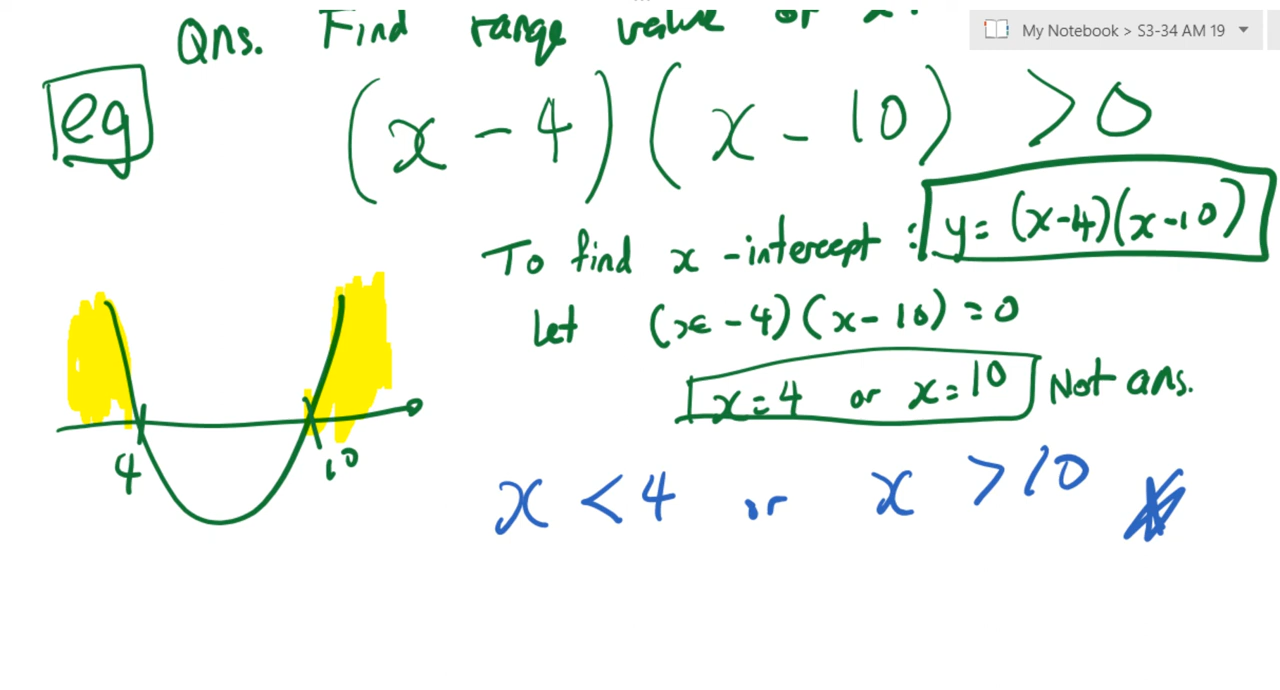 Qns. Find range value of x.
My Notebook > S3-34 AM 19
eg
(x - 4)(x - 10) > 0
To find x-intercept : y = (x-4)(x-10)
Let (x - 4)(x - 10) = 0
x = 4 or x = 10 Not ans.
4 10
x < 4 or x > 10